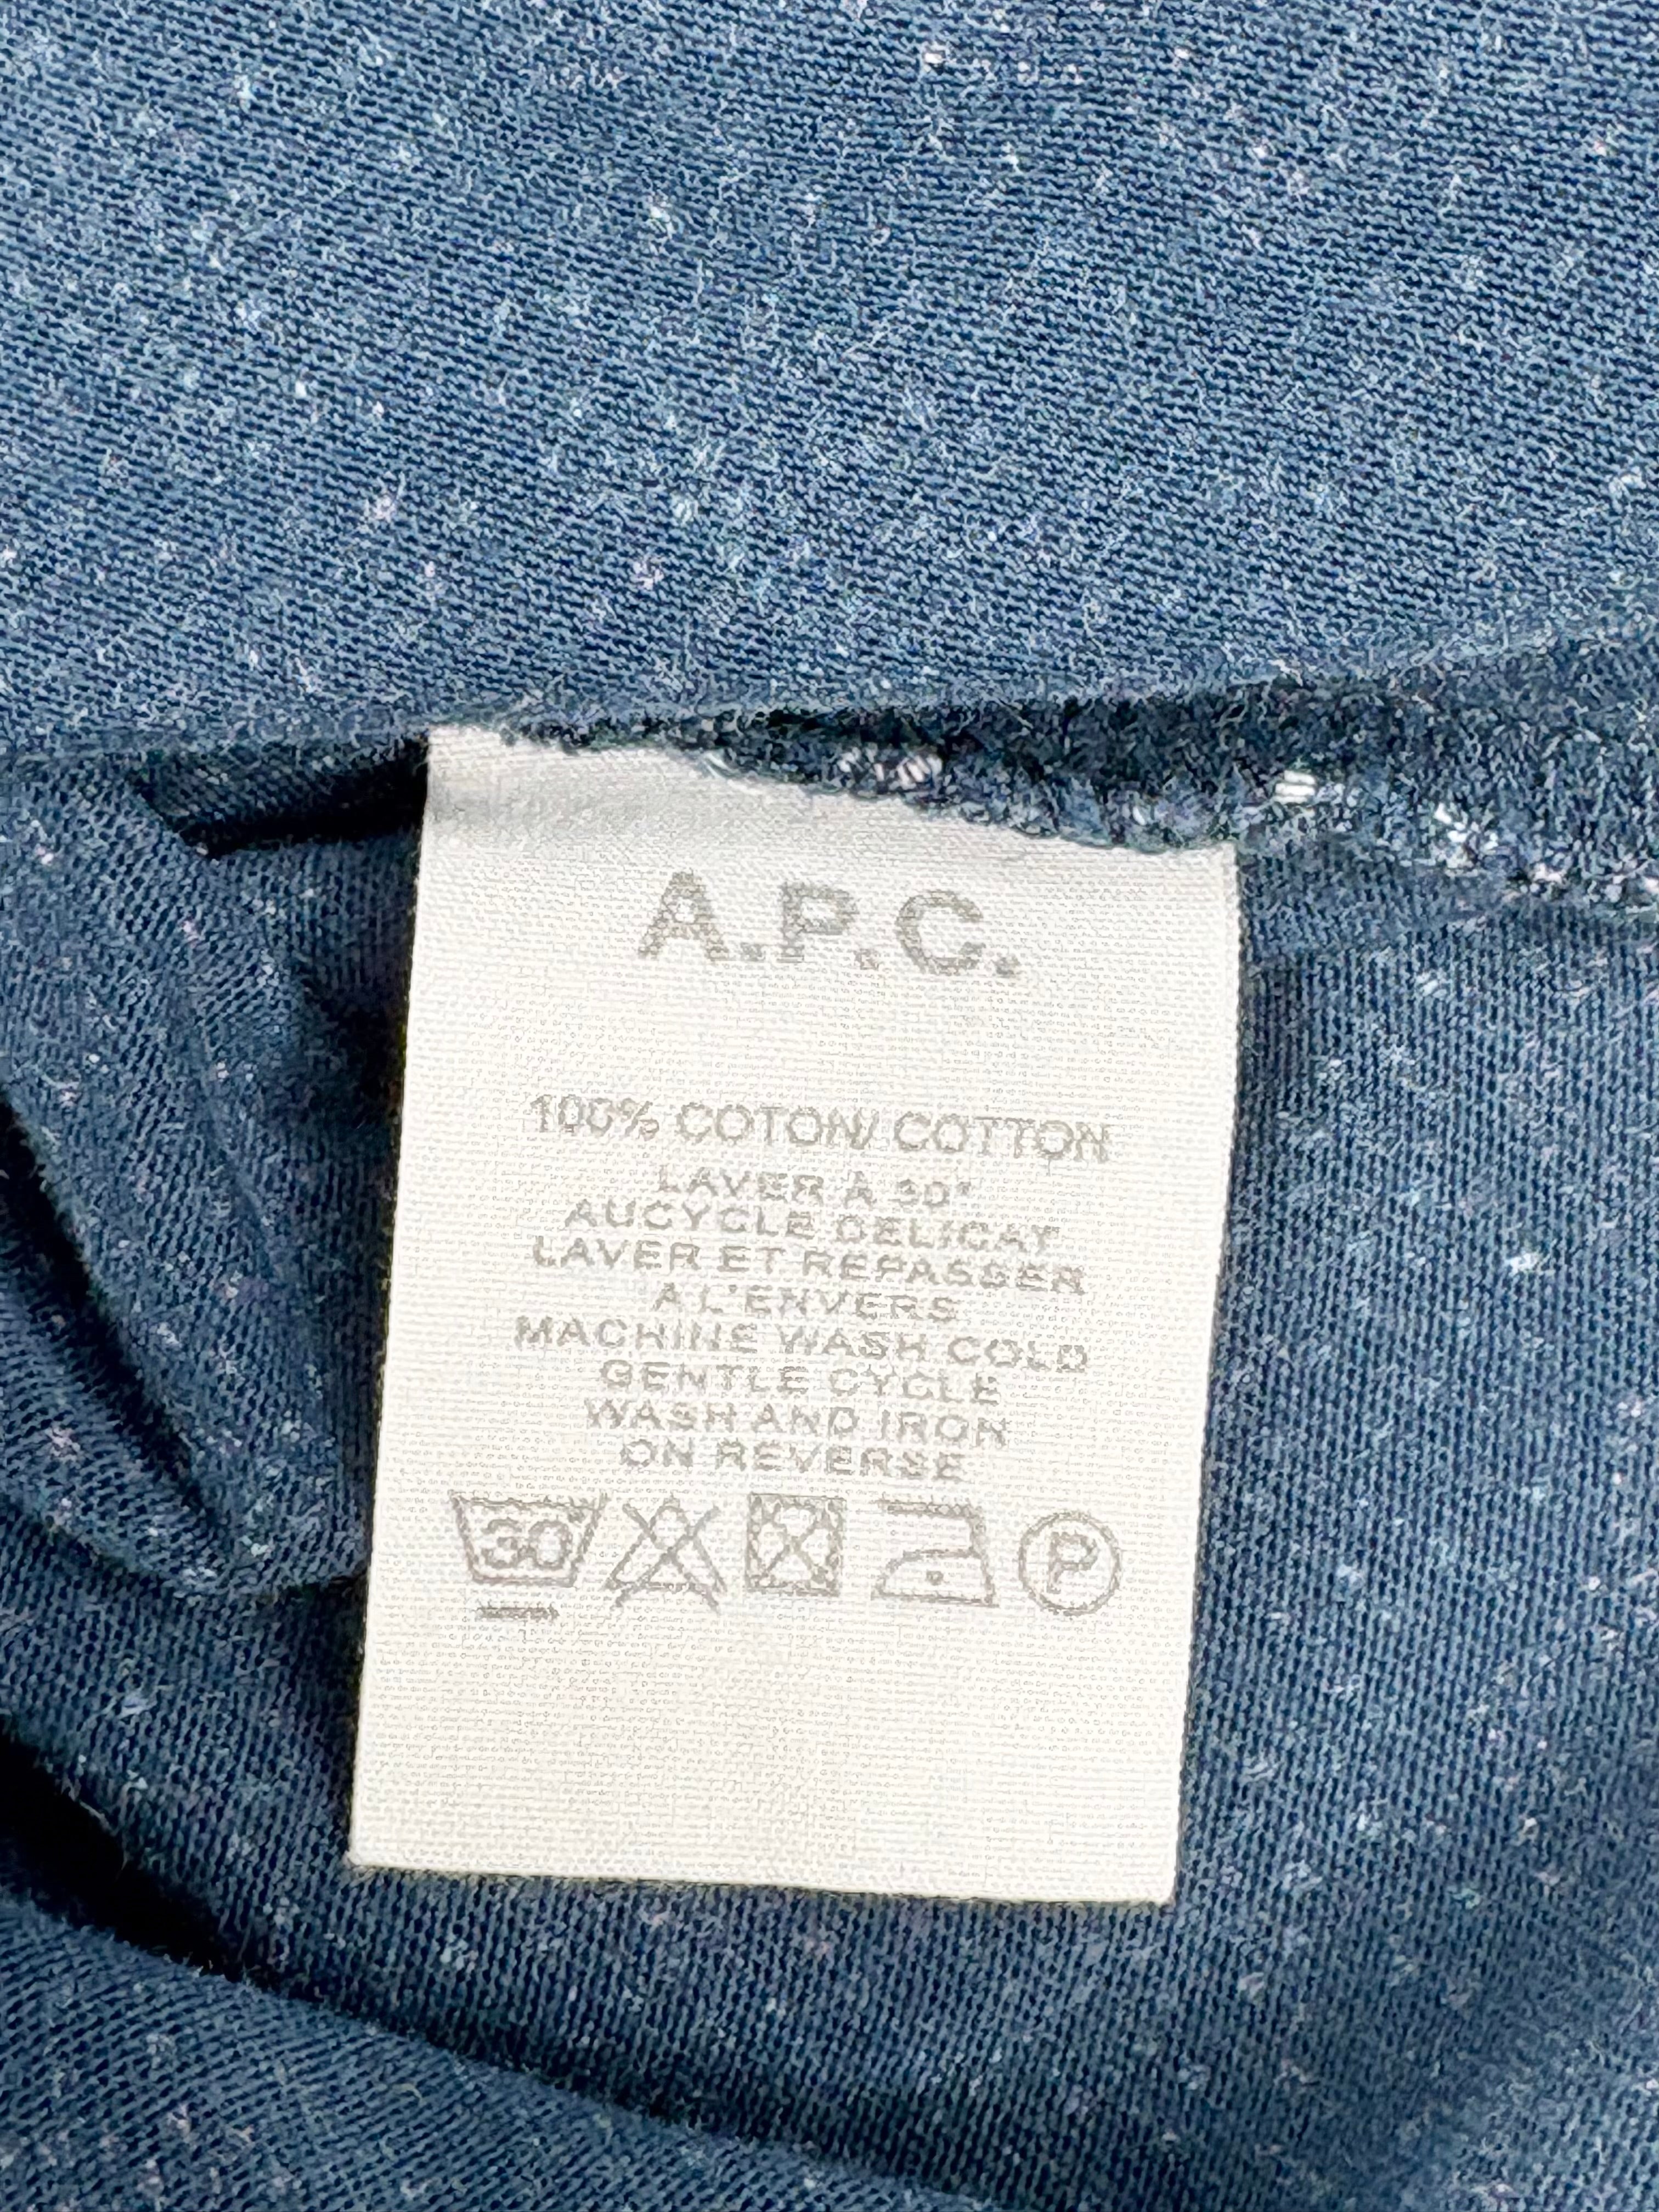 A.P.C.
100% COTON/ COTTON
LAVER À 30°
AUCYCLE DELICAT
LAVER ET REPASSER
A L'ENVERS
MACHINE WASH COLD
GENTLE CYCLE
WASH AND IRON
ON REVERSE
30° P